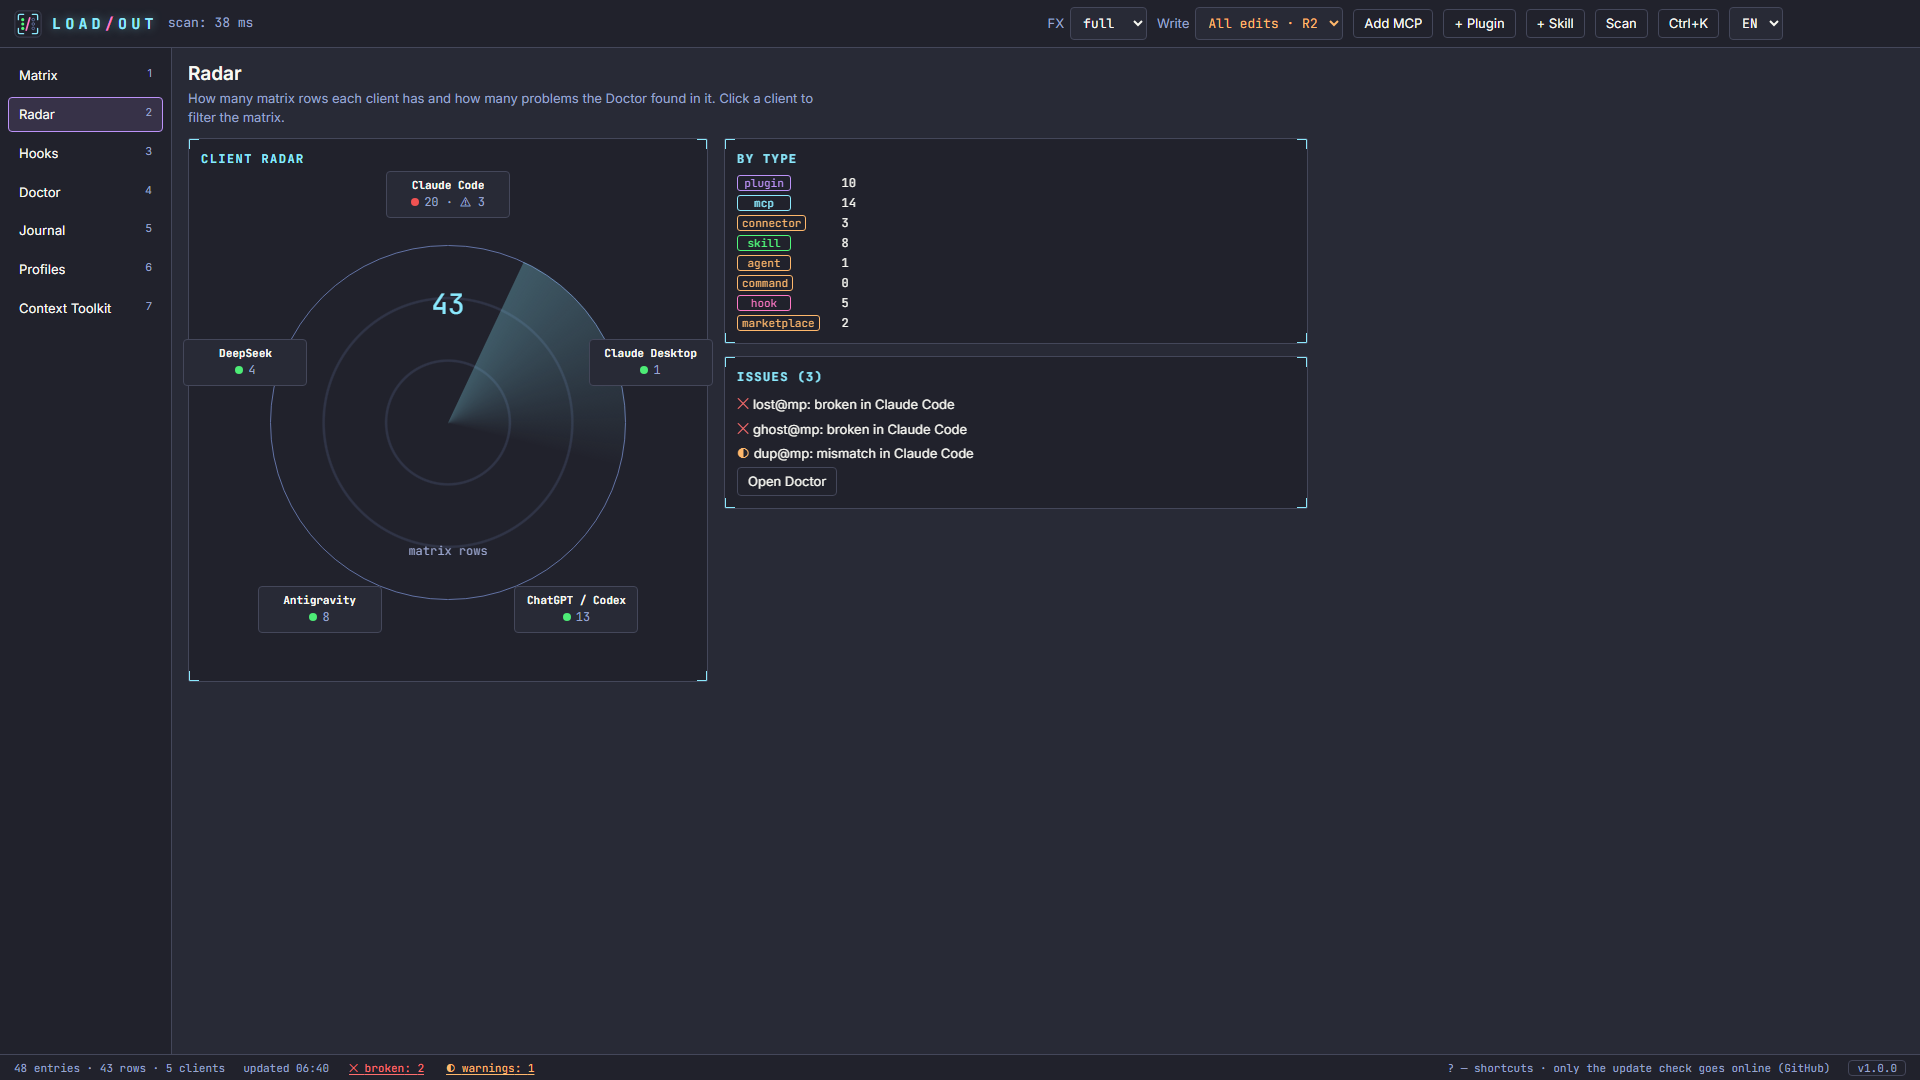 LOAD/OUT scan: 38 ms FX full Write All edits · R2 Add MCP + Plugin + Skill Scan Ctrl+K EN
Matrix 1
Radar 2
Hooks 3
Doctor 4
Journal 5
Profiles 6
Context Toolkit 7
Radar
How many matrix rows each client has and how many problems the Doctor found in it. Click a client to
filter the matrix.
CLIENT RADAR
Claude Code
20 · ⚠ 3
43
DeepSeek
4
Claude Desktop
1
matrix rows
Antigravity
8
ChatGPT / Codex
13
BY TYPE
plugin 10
mcp 14
connector 3
skill 8
agent 1
command 0
hook 5
marketplace 2
ISSUES (3)
lost@mp: broken in Claude Code
ghost@mp: broken in Claude Code
dup@mp: mismatch in Claude Code
Open Doctor
48 entries · 43 rows · 5 clients updated 06:40 broken: 2 warnings: 1 ? — shortcuts · only the update check goes online (GitHub) v1.0.0